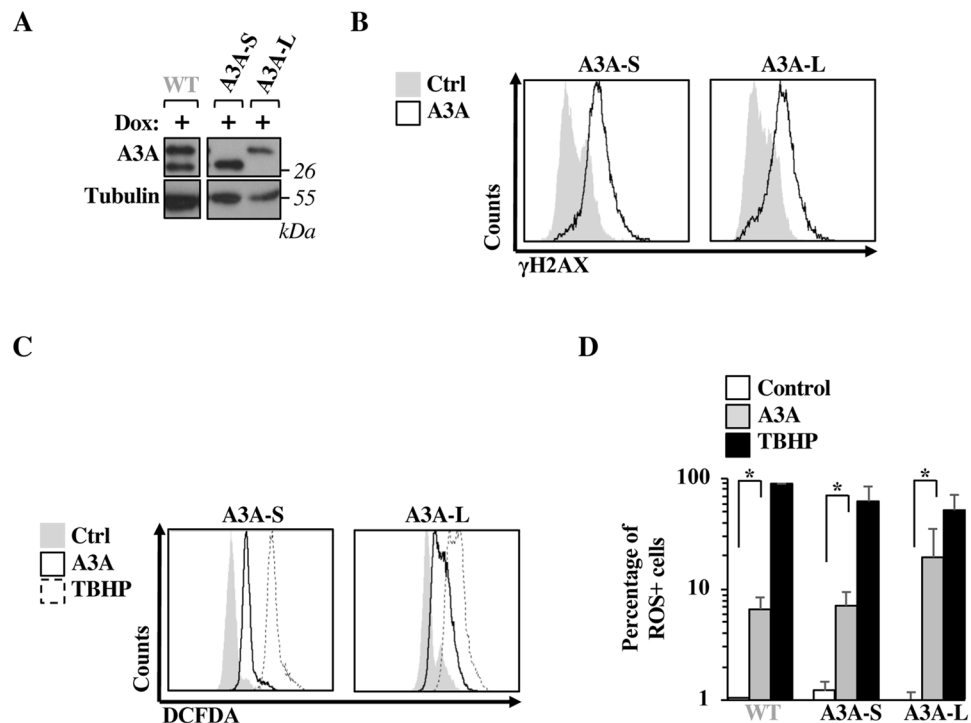 A
WT
A3A-S
A3A-L
Dox: + + +
A3A
26
Tubulin
55
kDa
B
Ctrl
A3A
A3A-S
A3A-L
Counts
γH2AX
C
Ctrl
A3A
TBHP
A3A-S
A3A-L
Counts
DCFDA
D
Control
A3A
TBHP
Percentage of
ROS+ cells
100
10
1
* * *
WT A3A-S A3A-L